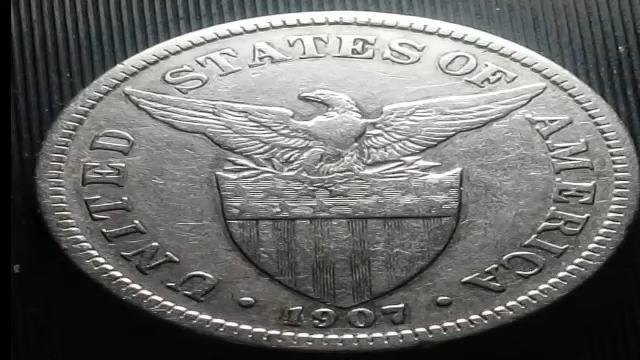 UNITED STATES OF AMERICA
• 1907 •